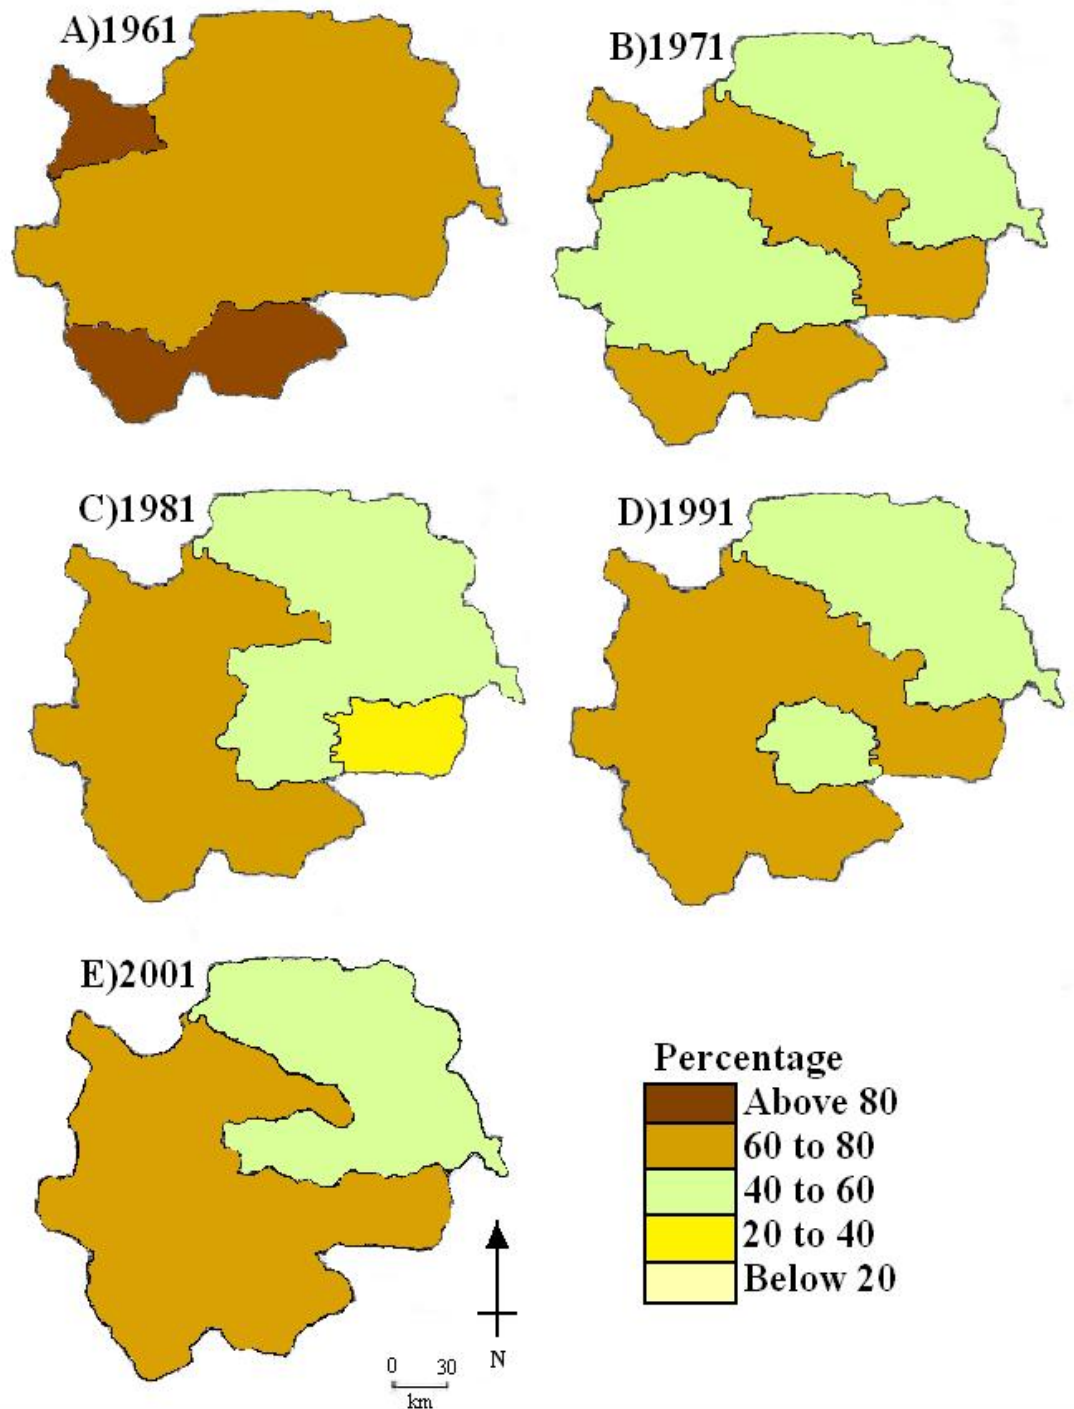 A)1961
B)1971
C)1981
D)1991
E)2001
Percentage
Above 80
60 to 80
40 to 60
20 to 40
Below 20
N
0 30
km